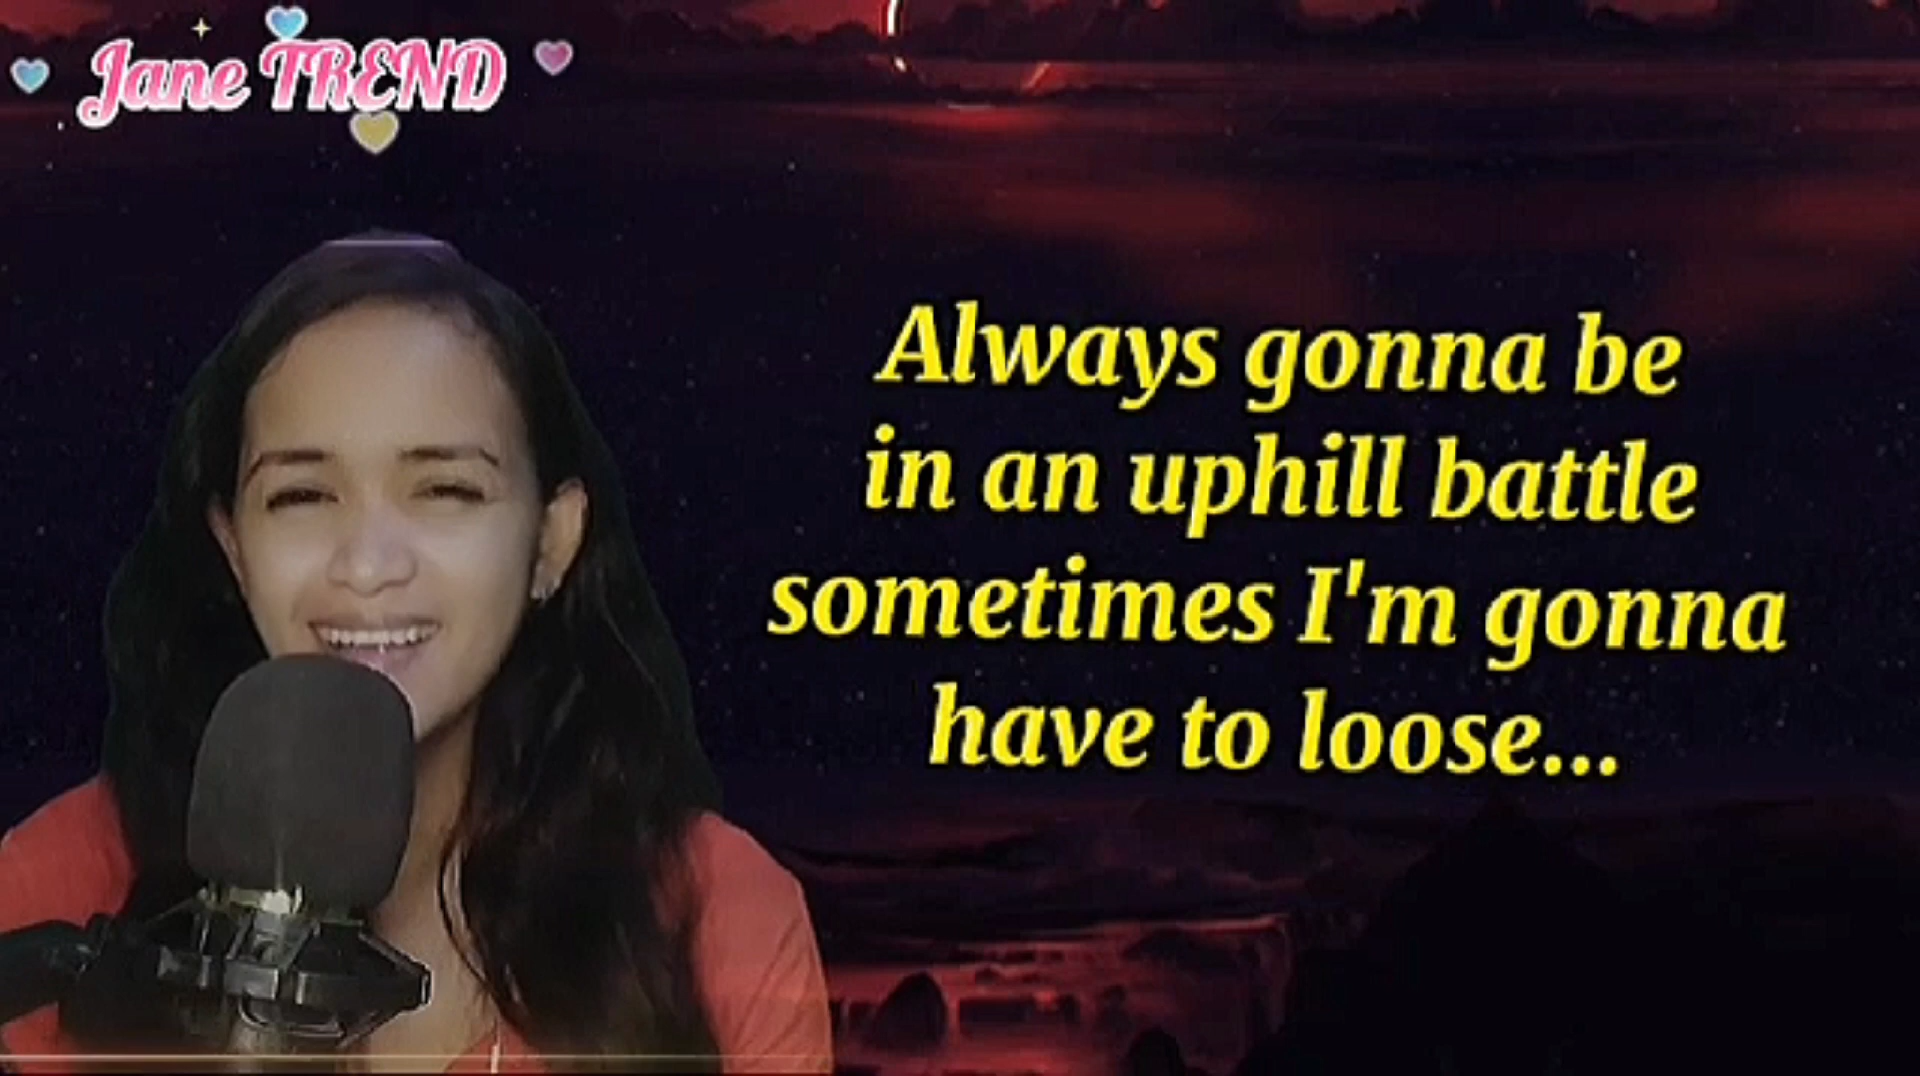 Jane TREND
Always gonna be
in an uphill battle
sometimes I'm gonna
have to loose...